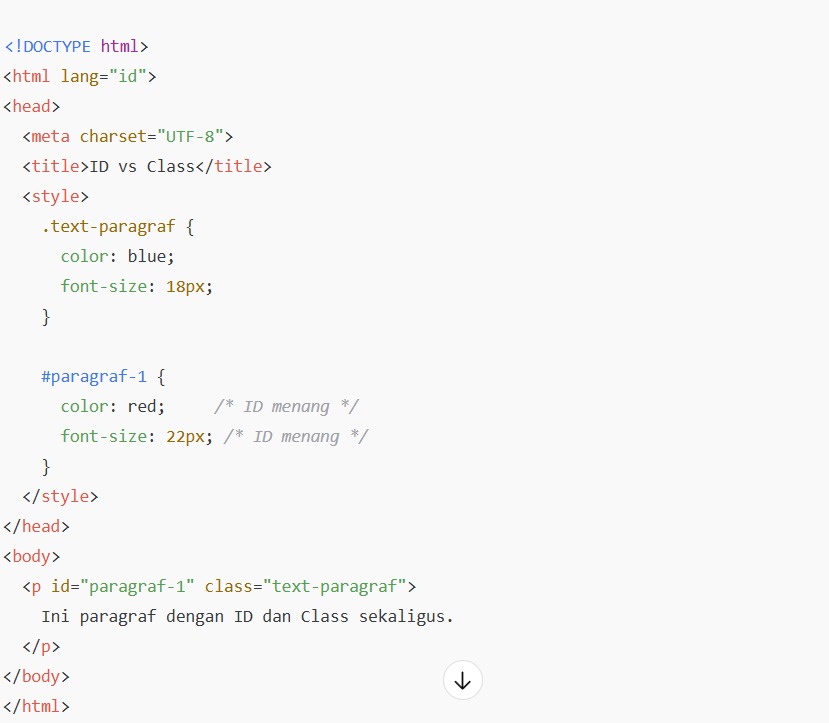 <!DOCTYPE html>
<html lang="id">
<head>
  <meta charset="UTF-8">
  <title>ID vs Class</title>
  <style>
    .text-paragraf {
      color: blue;
      font-size: 18px;
    }

    #paragraf-1 {
      color: red;     /* ID menang */
      font-size: 22px; /* ID menang */
    }
  </style>
</head>
<body>
  <p id="paragraf-1" class="text-paragraf">
    Ini paragraf dengan ID dan Class sekaligus.
  </p>
</body>
</html>